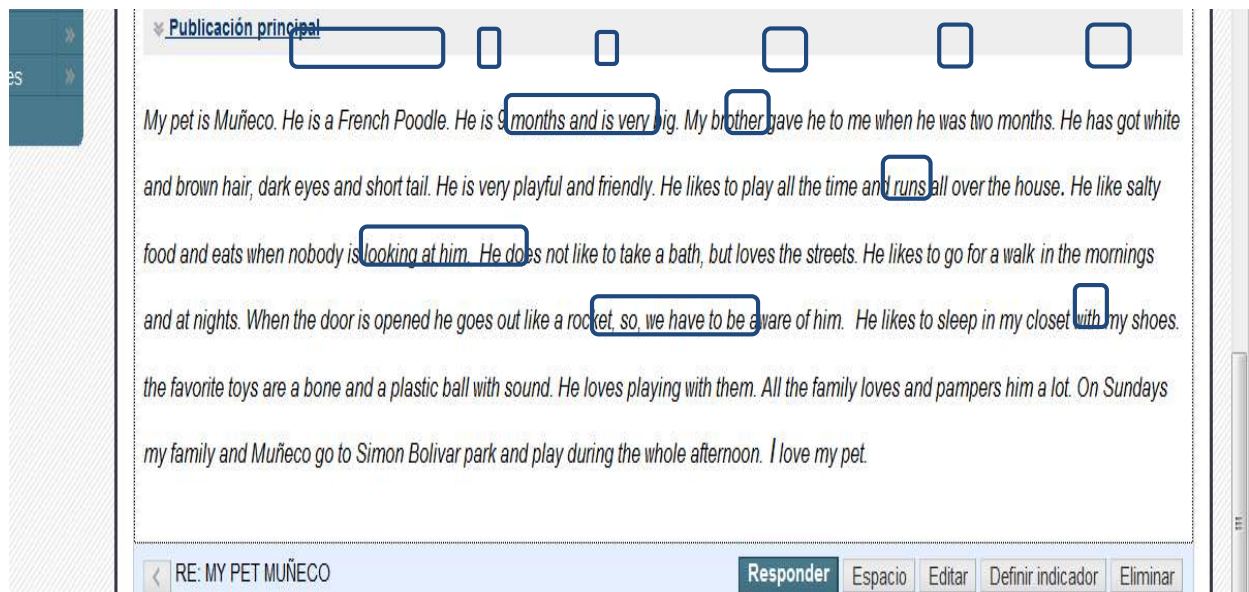 » 
Publicación principal
es »
My pet is Muñeco. He is a French Poodle. He is 9 months and is very big. My brother gave he to me when he was two months. He has got white
and brown hair, dark eyes and short tail. He is very playful and friendly. He likes to play all the time and runs all over the house. He like salty
food and eats when nobody is looking at him. He does not like to take a bath, but loves the streets. He likes to go for a walk in the mornings
and at nights. When the door is opened he goes out like a rocket, so, we have to be aware of him. He likes to sleep in my closet with my shoes.
the favorite toys are a bone and a plastic ball with sound. He loves playing with them. All the family loves and pampers him a lot. On Sundays
my family and Muñeco go to Simon Bolivar park and play during the whole afternoon. I love my pet.
RE: MY PET MUÑECO Responder Espacio Editar Definir indicador Eliminar